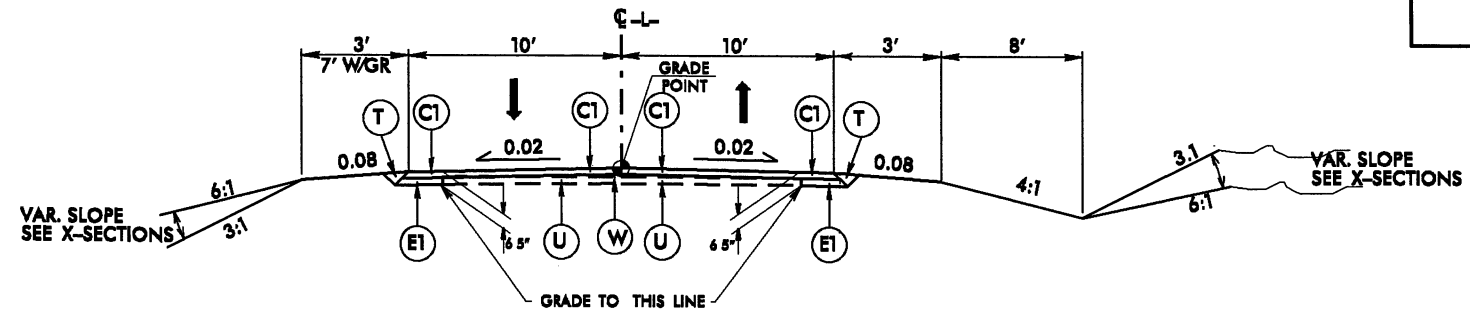 ℄ -L-
3' 10' 10' 3' 8'
7' W/GR
GRADE
POINT
T C1 C1 C1 C1 T
0.08 0.02 0.02 0.08
6:1
3:1
VAR. SLOPE
SEE X-SECTIONS
4:1
3:1
6:1
VAR. SLOPE
SEE X-SECTIONS
E1 6 5" U W U 6 5" E1
GRADE TO THIS LINE